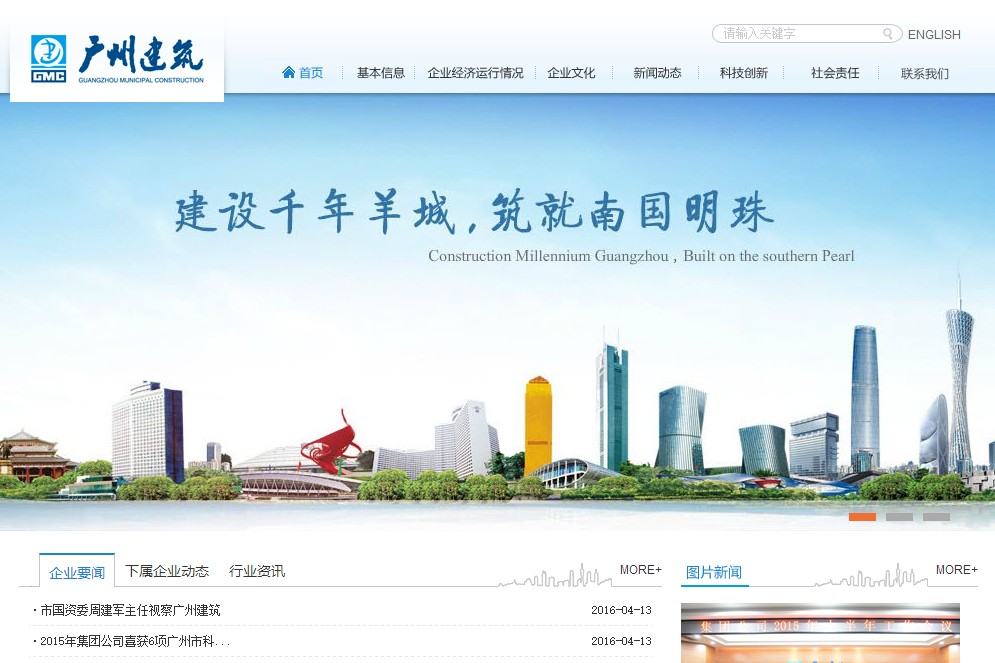 请输入关键字
ENGLISH
广州建筑
GMC
GUANGZHOU MUNICIPAL CONSTRUCTION
首页 基本信息 企业经济运行情况 企业文化 新闻动态 科技创新 社会责任 联系我们
建设千年羊城,筑就南国明珠
Construction Millennium Guangzhou , Built on the southern Pearl
企业要闻 下属企业动态 行业资讯 MORE+
· 市国资委周建军主任视察广州建筑 2016-04-13
· 2015年集团公司喜获6项广州市科... 2016-04-13
图片新闻 MORE+
集团公司2015年上半年工作会议